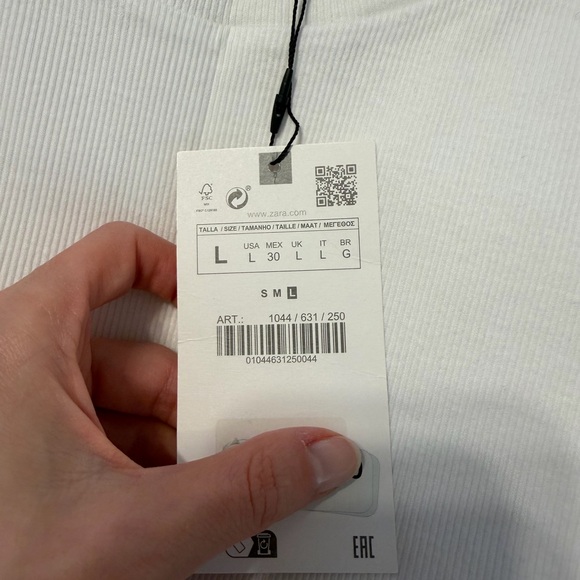 FSC
www.zara.com
TALLA / SIZE / TAMANHO / TAILLE / MAAT / ΜΕΓΕΘΟΣ
L USA MEX UK IT BR
L 30 L L G
S M L
ART.: 1044 / 631 / 250
01044631250044
EAC